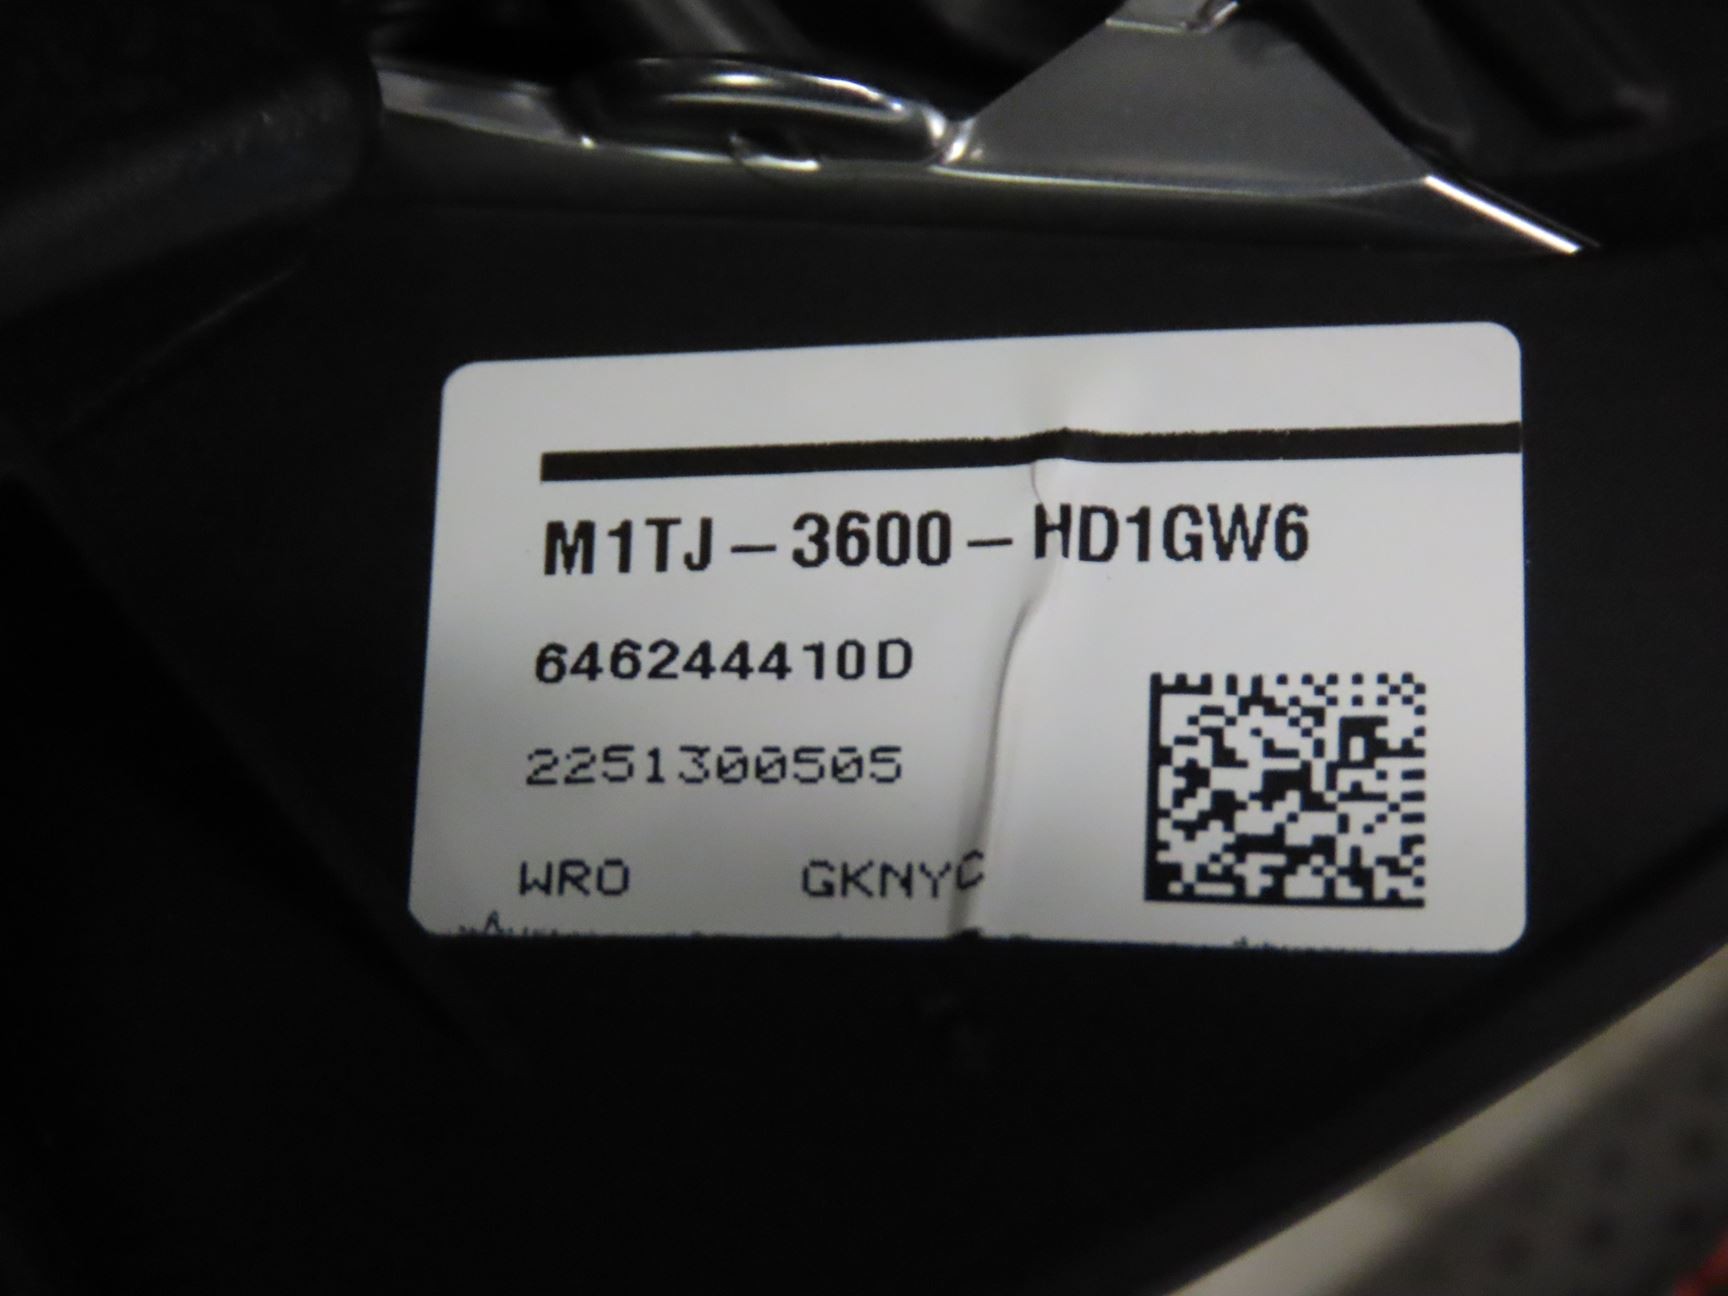 M1TJ-3600-HD1GW6
646244410D
2251300505
WRO GKNYC